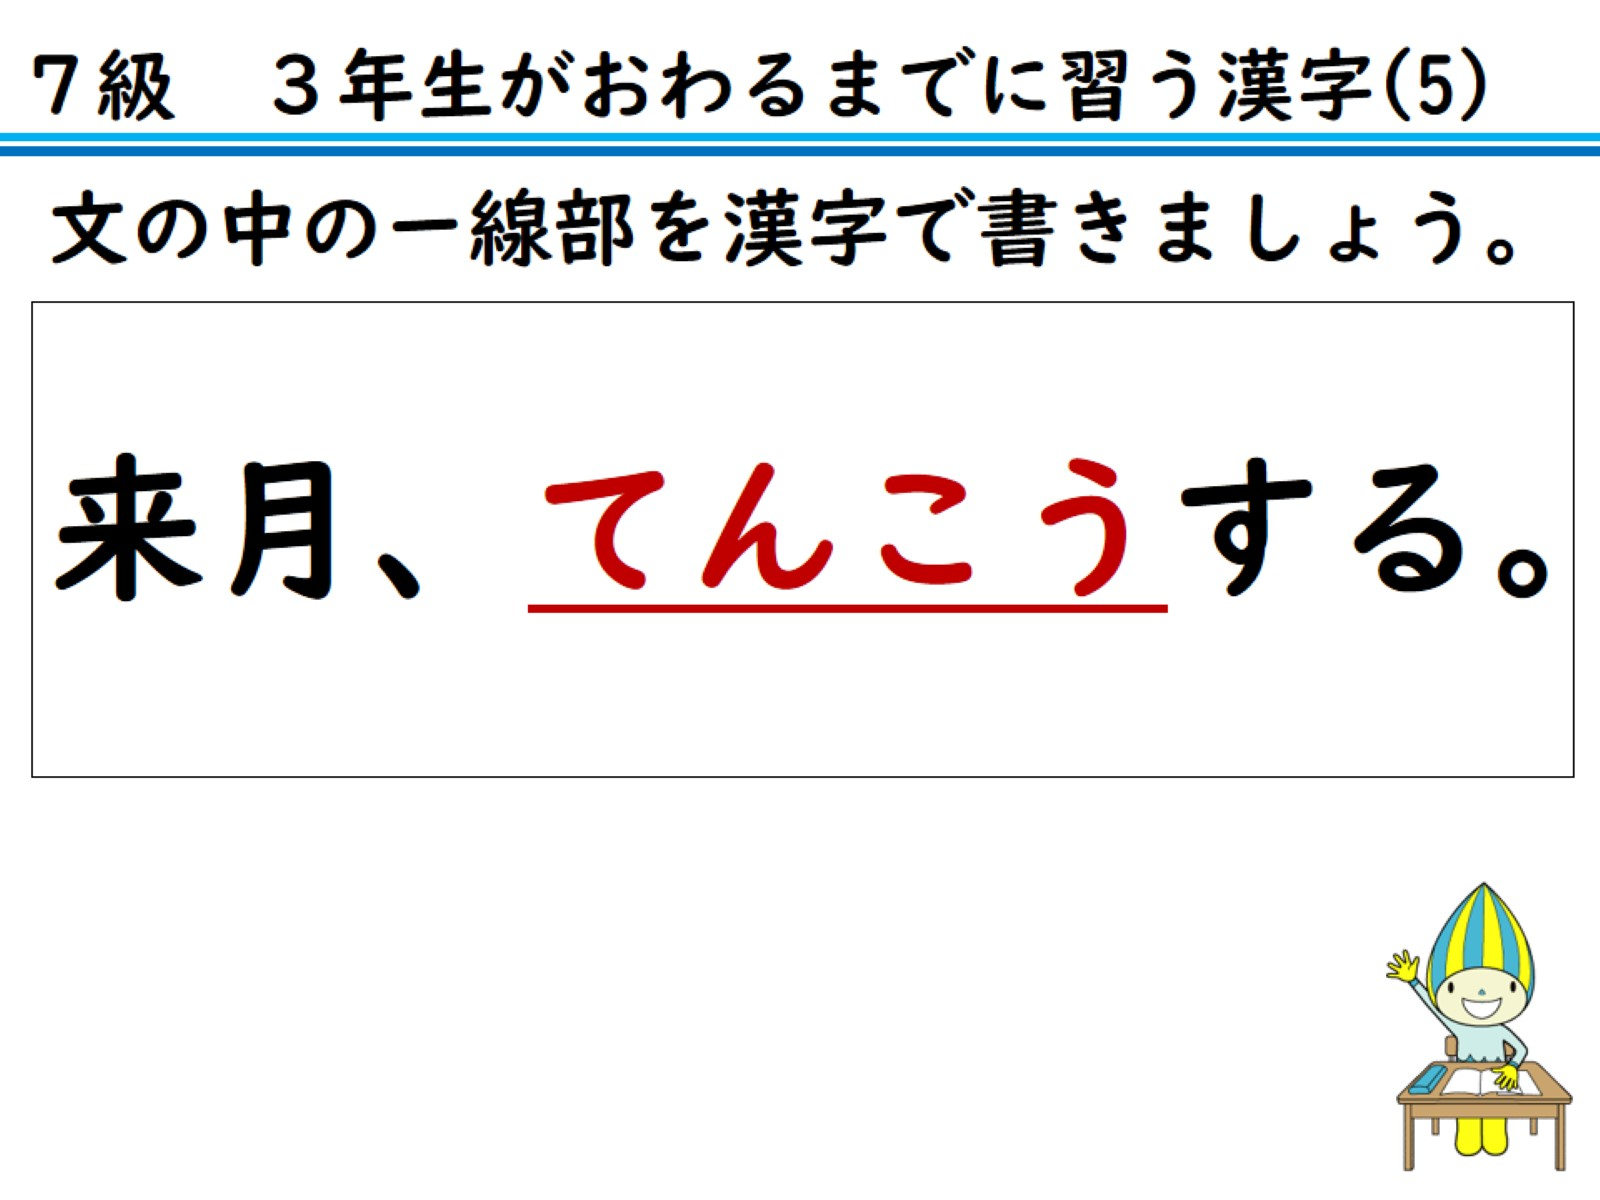 ７級　３年生がおわるまでに習う漢字(5)
文の中の一線部を漢字で書きましょう。
来月、てんこうする。